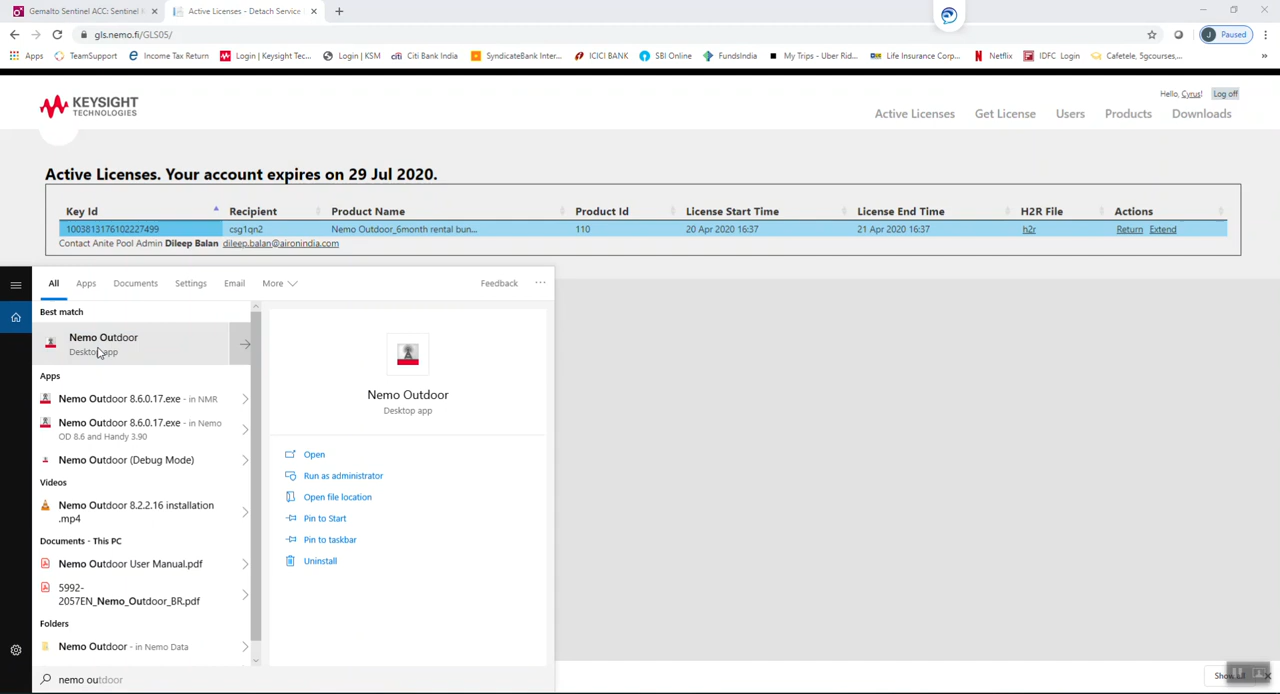 Gemalto Sentinel ACC: Sentinel K
Active Licenses - Detach Service
gls.nemo.fi/GLS05/
J Paused
Apps TeamSupport Income Tax Return Login | Keysight Tec... Login | KSM Citi Bank India SyndicateBank Inter... ICICI BANK SBI Online FundsIndia My Trips - Uber Rid... Life Insurance Corp... Netflix IDFC Login Cafetele, Sgcourses,...
KEYSIGHT
TECHNOLOGIES
Hello, Cyrus! Log off
Active Licenses Get License Users Products Downloads
Active Licenses. Your account expires on 29 Jul 2020.
Key Id Recipient Product Name Product Id License Start Time License End Time H2R File Actions
1003813176102227499 csg1qn2 Nemo Outdoor_6month rental bun... 110 20 Apr 2020 16:37 21 Apr 2020 16:37 h2r Return Extend
Contact Anite Pool Admin Dileep Balan dileep.balan@aironindia.com
All Apps Documents Settings Email More Feedback ...
Best match
Nemo Outdoor
Desktop app
Apps
Nemo Outdoor 8.6.0.17.exe - in NMR
Nemo Outdoor 8.6.0.17.exe - in Nemo
OD 8.6 and Handy 3.90
Nemo Outdoor (Debug Mode)
Videos
Nemo Outdoor 8.2.2.16 installation
.mp4
Documents - This PC
Nemo Outdoor User Manual.pdf
5992-
2057EN_Nemo_Outdoor_BR.pdf
Folders
Nemo Outdoor - in Nemo Data
nemo outdoor
Nemo Outdoor
Desktop app
Open
Run as administrator
Open file location
Pin to Start
Pin to taskbar
Uninstall
Show all